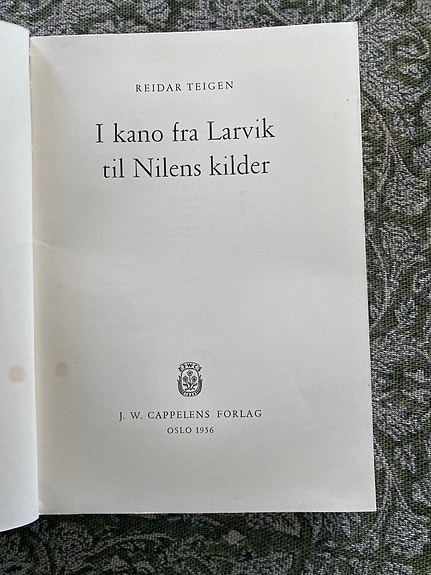 REIDAR TEIGEN
I kano fra Larvik
til Nilens kilder
J. W. CAPPELENS FORLAG
OSLO 1956